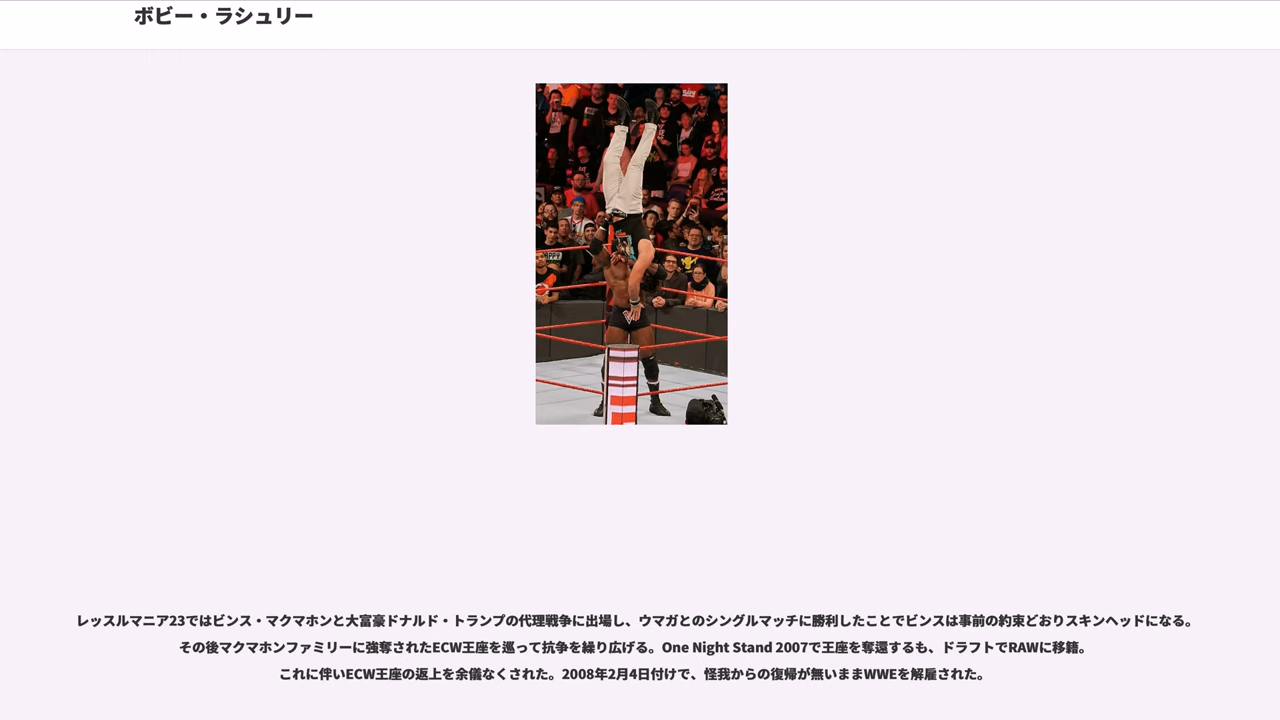 ボビー・ラシュリー
レッスルマニア23ではビンス・マクマホンと大富豪ドナルド・トランプの代理戦争に出場し、ウマガとのシングルマッチに勝利したことでビンスは事前の約束どおりスキンヘッドになる。
その後マクマホンファミリーに強奪されたECW王座を巡って抗争を繰り広げる。One Night Stand 2007で王座を奪還するも、ドラフトでRAWに移籍。
これに伴いECW王座の返上を余儀なくされた。2008年2月4日付けで、怪我からの復帰が無いままWWEを解雇された。